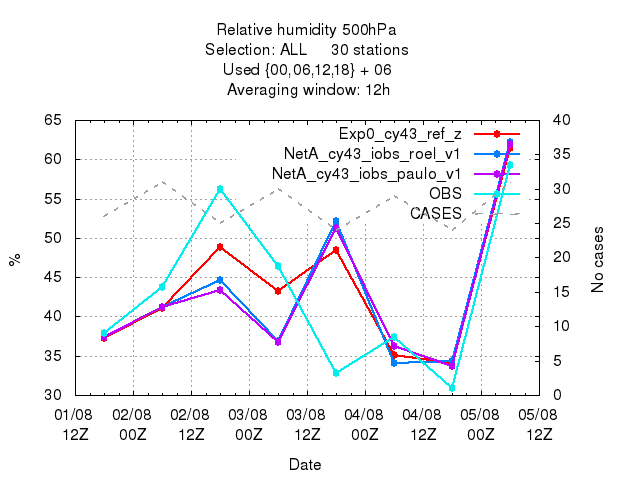 Relative humidity 500hPa
Selection: ALL 30 stations
Used {00,06,12,18} + 06
Averaging window: 12h
65
60
55
50
45
40
35
30
%
40
35
30
25
20
15
10
5
0
No cases
Exp0_cy43_ref_z
NetA_cy43_iobs_roel_v1
NetA_cy43_iobs_paulo_v1
OBS
CASES
01/08 02/08 02/08 03/08 03/08 04/08 04/08 05/08 05/08
12Z 00Z 12Z 00Z 12Z 00Z 12Z 00Z 12Z
Date